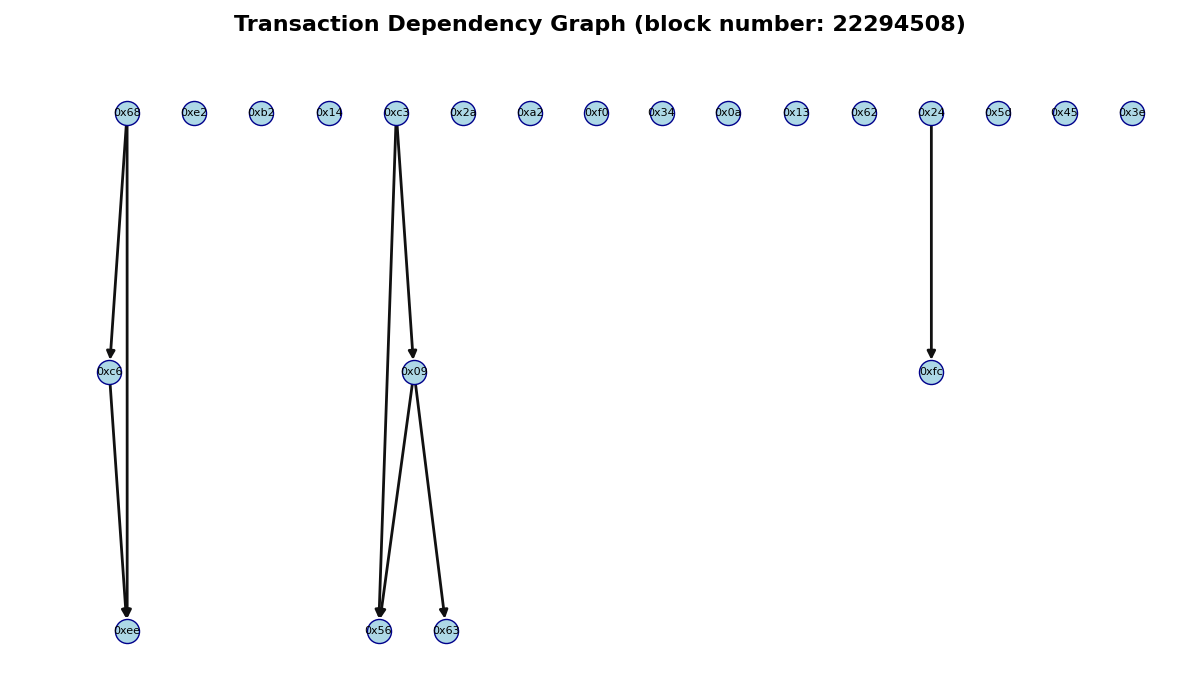 Transaction Dependency Graph (block number: 22294508)
0x68 0xe2 0xb2 0x14 0xc3 0x2a 0xa2 0xf0 0x34 0x0a 0x13 0x62 0x24 0x5d 0x45 0x3e
0xc6 0x09 0xfc
0xee 0x56 0x63